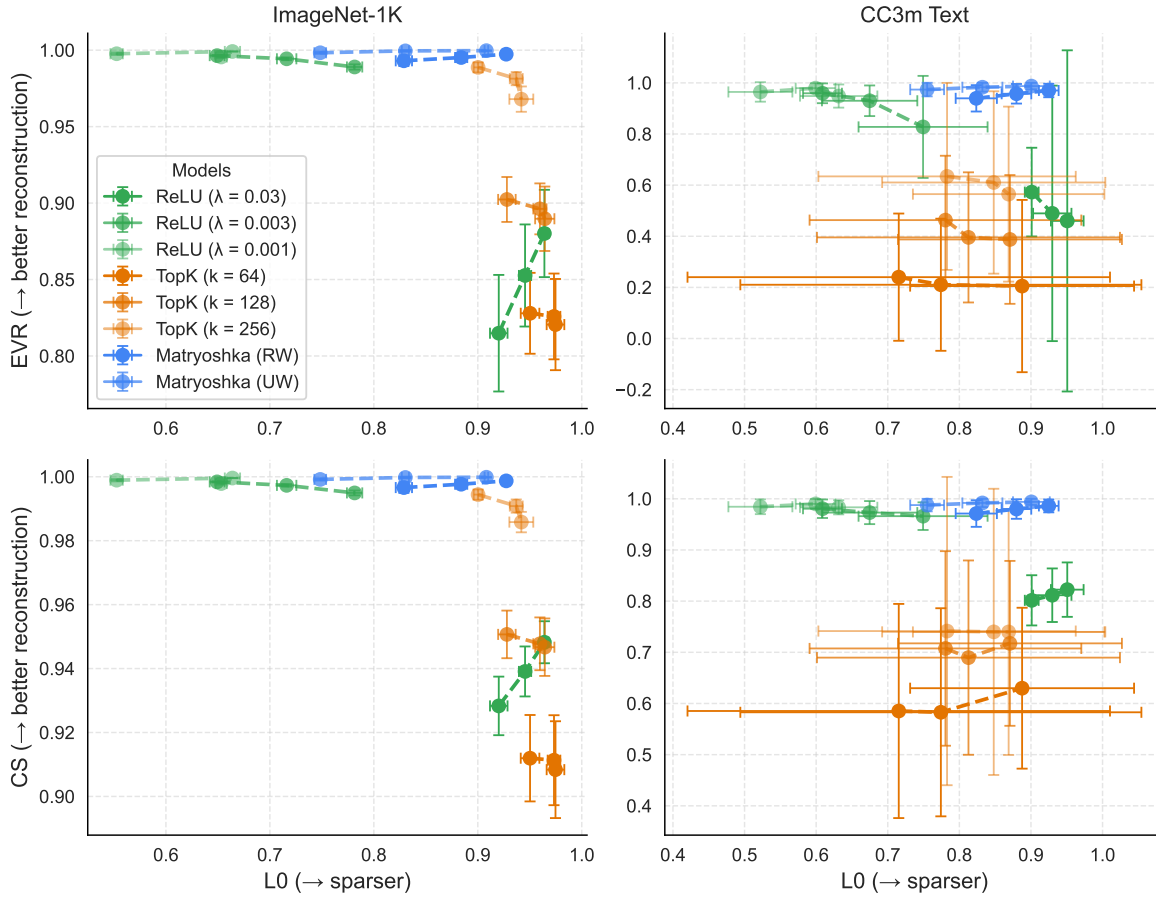 ImageNet-1K
CC3m Text
EVR (→ better reconstruction)
1.00
0.95
0.90
0.85
0.80
Models
ReLU (λ = 0.03)
ReLU (λ = 0.003)
ReLU (λ = 0.001)
TopK (k = 64)
TopK (k = 128)
TopK (k = 256)
Matryoshka (RW)
Matryoshka (UW)
0.6 0.7 0.8 0.9 1.0
1.0
0.8
0.6
0.4
0.2
0.0
−0.2
0.4 0.5 0.6 0.7 0.8 0.9 1.0
CS (→ better reconstruction)
1.00
0.98
0.96
0.94
0.92
0.90
0.6 0.7 0.8 0.9 1.0
L0 (→ sparser)
1.0
0.9
0.8
0.7
0.6
0.5
0.4
0.4 0.5 0.6 0.7 0.8 0.9 1.0
L0 (→ sparser)